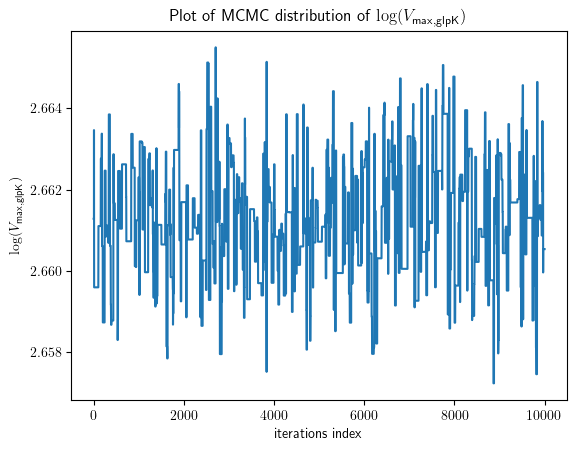 Plot of MCMC distribution of log(V_max,glpK)
log(V_max,glpK)
2.664
2.662
2.660
2.658
0 2000 4000 6000 8000 10000
iterations index